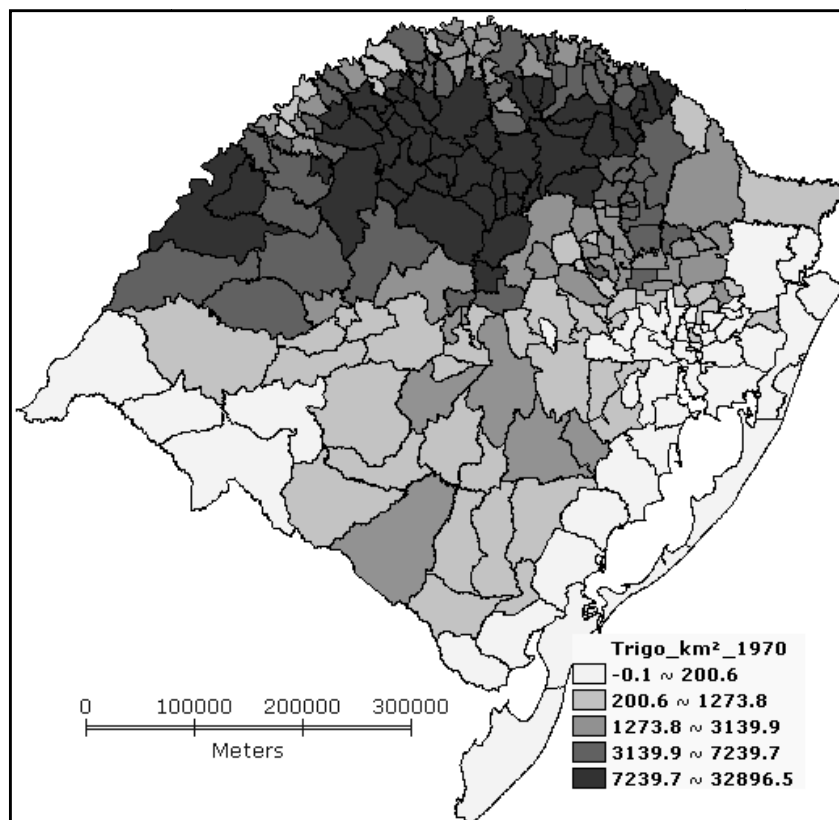 Trigo_km²_1970
-0.1 ~ 200.6
200.6 ~ 1273.8
1273.8 ~ 3139.9
3139.9 ~ 7239.7
7239.7 ~ 32896.5
0 100000 200000 300000
Meters